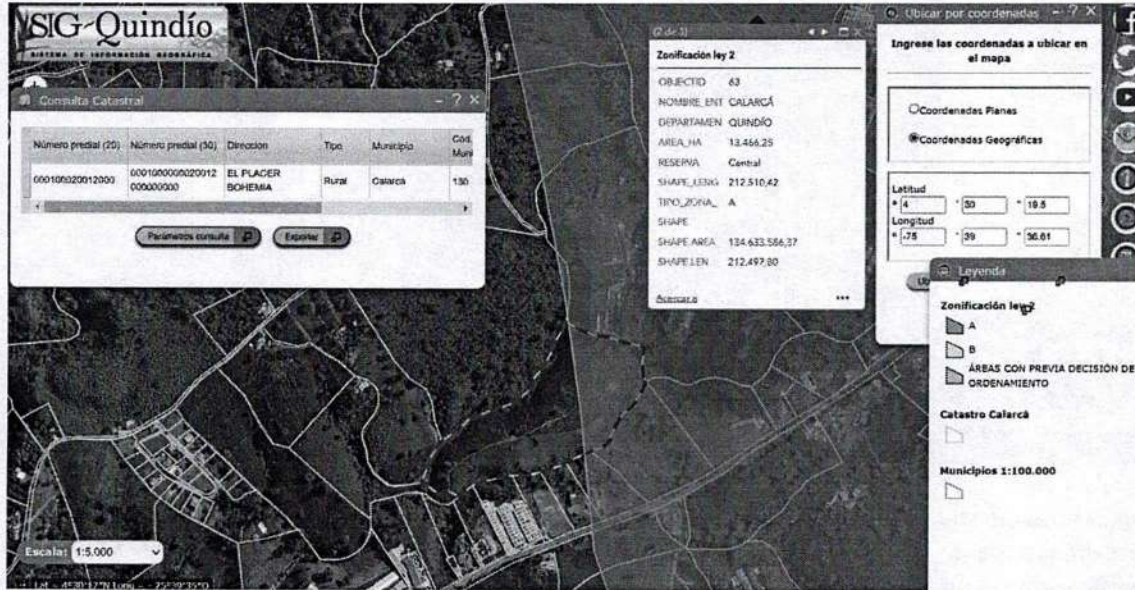 SIG-Quindío
SISTEMA DE INFORMACIÓN GEOGRÁFICA
Consulta Catastral
Número predial (20) Número predial (30) Direccion Tipo Municipio Cód. Muni
000100020012000 0001000000020012000000000 EL PLACER BOHEMIA Rural Calarcá 130
Parámetros consulta
Exportar
Escala: 1:5.000
(2 de 3)
Zonificación ley 2
OBJECTID 63
NOMBRE_ENT CALARCÁ
DEPARTAMEN QUINDÍO
AREA_HA 13.466,25
RESERVA Central
SHAPE_LENG 212.510,42
TIPO_ZONA_ A
SHAPE
SHAPE.AREA 134.633.586,37
SHAPE.LEN 212.497,80
Acercar a
Ubicar por coordenadas
Ingrese las coordenadas a ubicar en
el mapa
Coordenadas Planas
Coordenadas Geográficas
Latitud
° 4 ' 30 " 19.5
Longitud
° -75 ' 39 " 36.61
Leyenda
Zonificación ley 2
A
B
ÁREAS CON PREVIA DECISIÓN DE
ORDENAMIENTO
Catastro Calarcá
Municipios 1:100.000